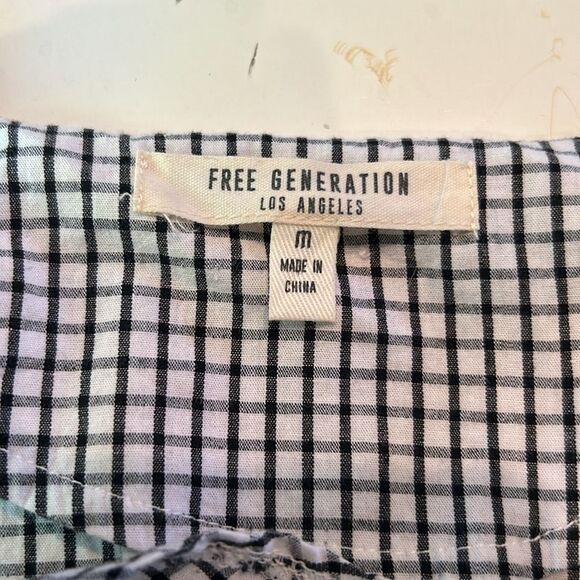 FREE GENERATION
LOS ANGELES
m
MADE IN
CHINA